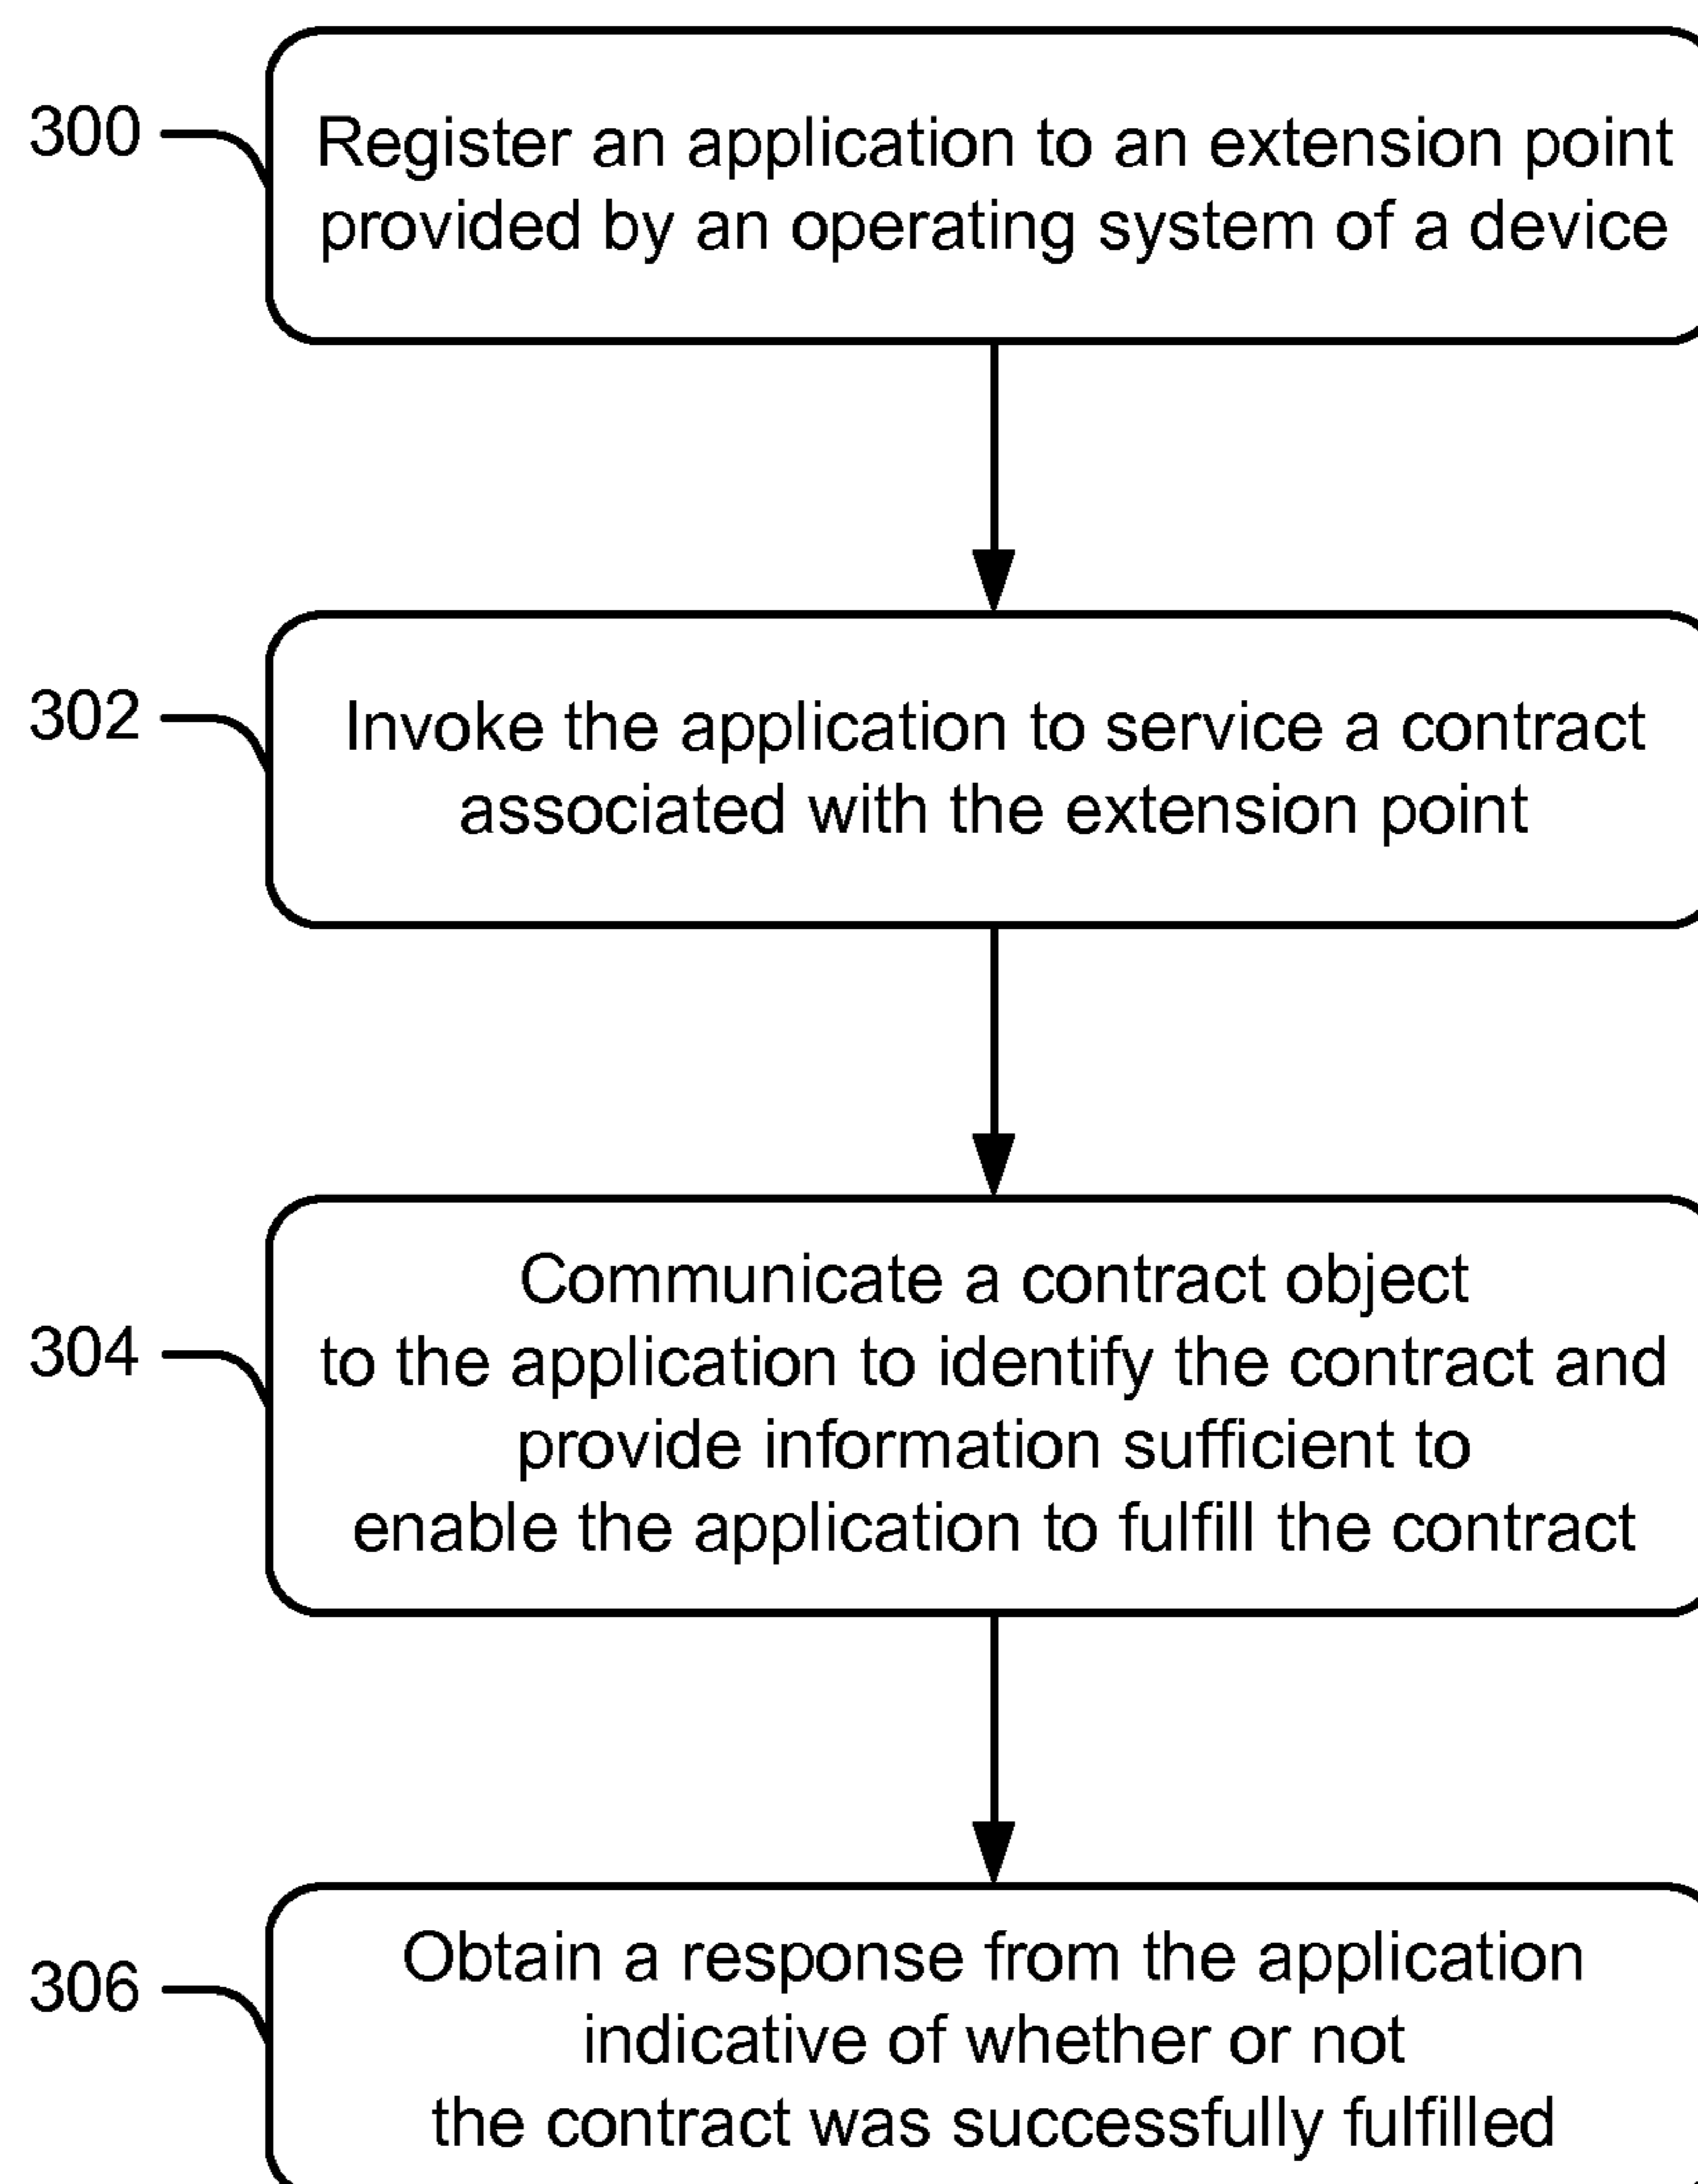 300
Register an application to an extension point
provided by an operating system of a device
302
Invoke the application to service a contract
associated with the extension point
304
Communicate a contract object
to the application to identify the contract and
provide information sufficient to
enable the application to fulfill the contract
306
Obtain a response from the application
indicative of whether or not
the contract was successfully fulfilled